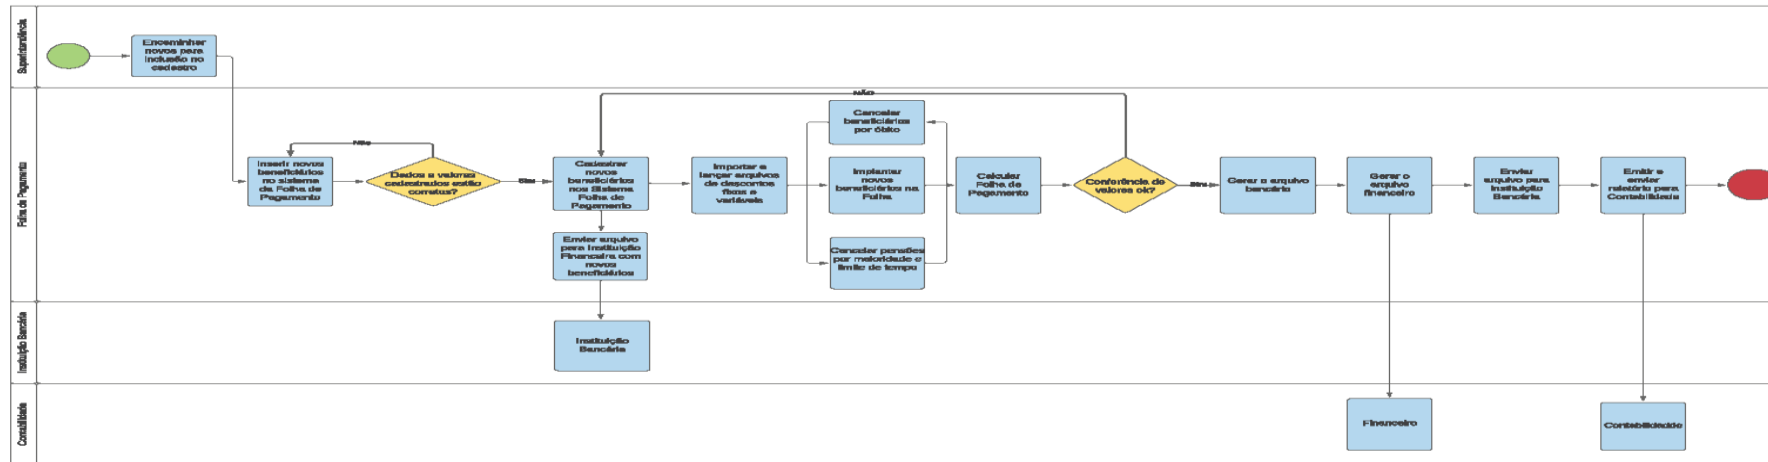 Superintendência
Encaminhar
novos para
inclusão no
cadastro
Folha de Pagamento
Inserir novos
beneficiários
no sistema
da Folha de
Pagamento
Não
Dados e valores
cadastrados estão
corretos?
Sim
Cadastrar
novos
beneficiários
nos Sistema
Folha de
Pagamento
Enviar arquivo
para Instituição
Financeira com
novos
beneficiários
Importar e
lançar arquivos
de descontos
fixos e
variáveis
NÃO
Cancelar
beneficiários
por óbito
Implantar
novos
beneficiários na
Folha
Cancelar pensões
por maioridade e
limite de tempo
Calcular
Folha de
Pagamento
Conferência de
valores ok?
Sim
Gerar o arquivo
bancário
Gerar o
arquivo
financeiro
Enviar
arquivo para
Instituição
Bancária
Emitir e
enviar
relatório para
Contabilidade
Instituição Bancária
Instituição
Bancária
Contabilidade
Financeiro
Contabilidade